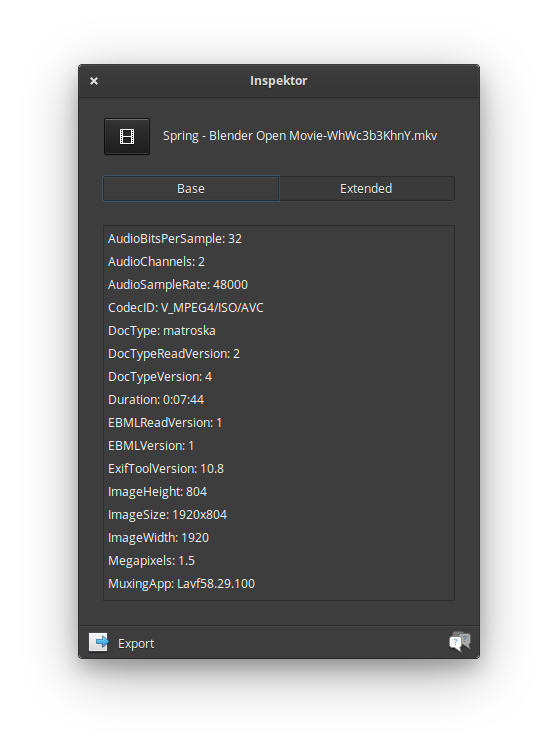 Inspektor
Spring - Blender Open Movie-WhWc3b3KhnY.mkv
Base
Extended
AudioBitsPerSample: 32
AudioChannels: 2
AudioSampleRate: 48000
CodecID: V_MPEG4/ISO/AVC
DocType: matroska
DocTypeReadVersion: 2
DocTypeVersion: 4
Duration: 0:07:44
EBMLReadVersion: 1
EBMLVersion: 1
ExifToolVersion: 10.8
ImageHeight: 804
ImageSize: 1920x804
ImageWidth: 1920
Megapixels: 1.5
MuxingApp: Lavf58.29.100
Export